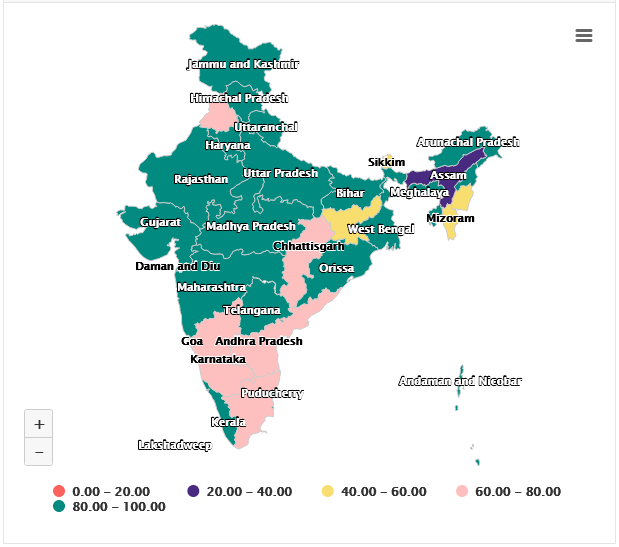 Jammu and Kashmir
Himachal Pradesh
Uttaranchal
Haryana
Arunachal Pradesh
Sikkim
Rajasthan
Uttar Pradesh
Assam
Bihar
Meghalaya
Gujarat
Madhya Pradesh
West Bengal
Mizoram
Chhattisgarh
Daman and Diu
Orissa
Maharashtra
Telangana
Goa
Andhra Pradesh
Karnataka
Andaman and Nicobar
Puducherry
Kerala
Lakshadweep
+
−
0.00 – 20.00
20.00 – 40.00
40.00 – 60.00
60.00 – 80.00
80.00 – 100.00